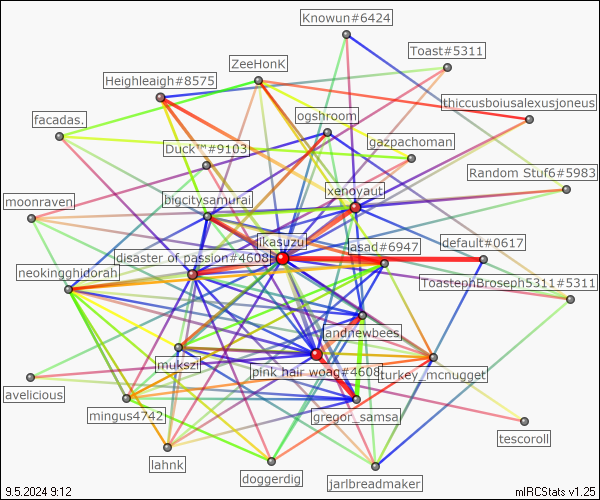 Knowun#6424
Toast#5311
ZeeHonK
Heighleigh#8575
thiccusboiusalexusjoneus
ogshroom
facadas.
gazpachoman
Duck™#9103
Random Stuf6#5983
xenoyaut
bigcitysamurai
moonraven
ikasuzu
asad#6947
default#0617
disaster of passion#4608
neokingghidorah
ToastephBroseph5311#5311
andnewbees
mukszi
pink hair woag#4608
turkey_mcnugget
avelicious
mingus4742
gregor_samsa
tescoroll
lahnk
doggerdig
jarlbreadmaker
9.5.2024 9:12
mIRCStats v1.25